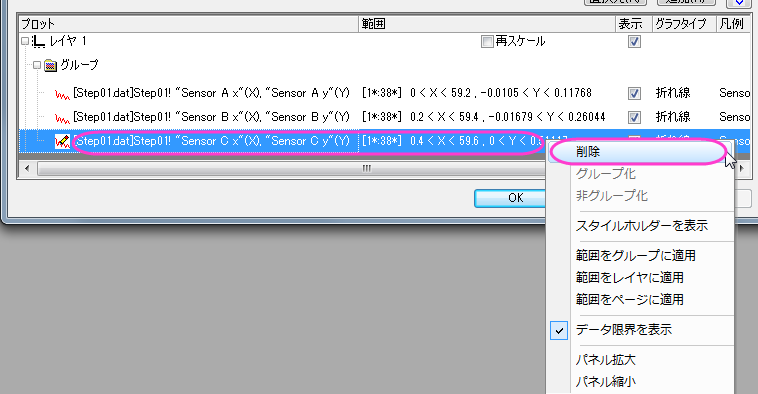 プロット 範囲 表示 グラフタイプ 凡例
レイヤ 1 再スケール
グループ
[Step01.dat]Step01! "Sensor A x"(X), "Sensor A y"(Y) [1*:38*] 0 < X < 59.2 , -0.0105 < Y < 0.11768 折れ線 Senso
[Step01.dat]Step01! "Sensor B x"(X), "Sensor B y"(Y) [1*:38*] 0.2 < X < 59.4 , -0.01679 < Y < 0.26044 折れ線 Senso
[Step01.dat]Step01! "Sensor C x"(X), "Sensor C y"(Y) [1*:38*] 0.4 < X < 59.6 , 0 < Y < 0.
OK
削除
グループ化
非グループ化
スタイルホルダーを表示
範囲をグループに適用
範囲をレイヤに適用
範囲をページに適用
データ限界を表示
パネル拡大
パネル縮小